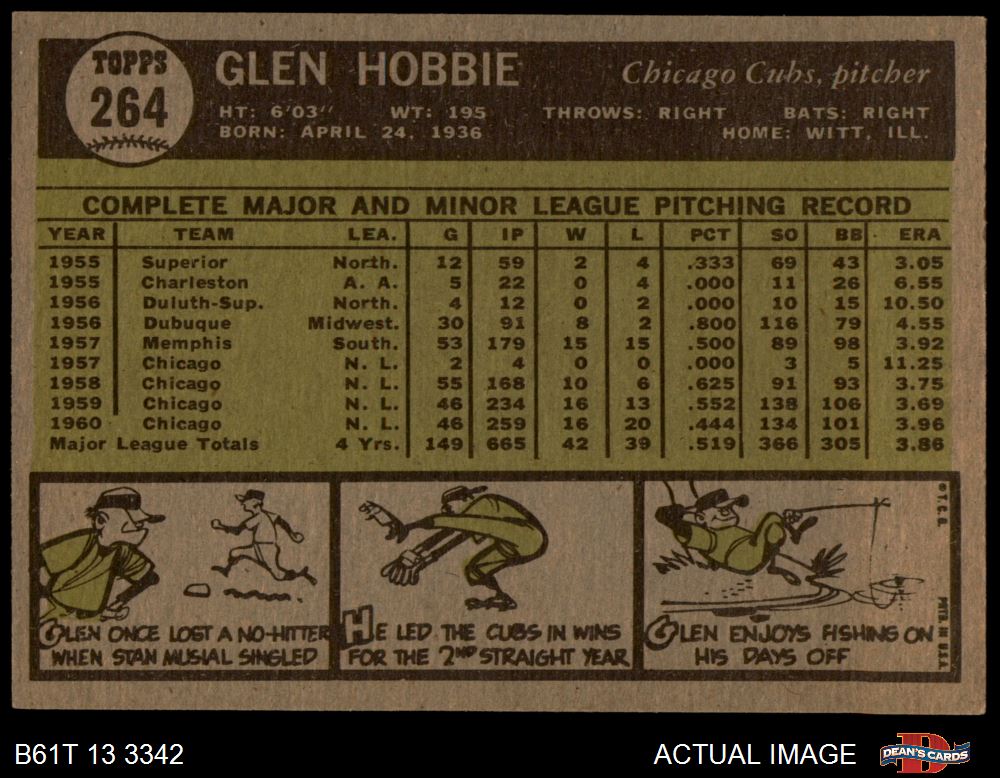 TOPPS
264
GLEN HOBBIE
Chicago Cubs, pitcher
HT: 6'03" WT: 195 THROWS: RIGHT BATS: RIGHT
BORN: APRIL 24, 1936 HOME: WITT, ILL.
COMPLETE MAJOR AND MINOR LEAGUE PITCHING RECORD
YEAR TEAM LEA. G IP W L PCT SO BB ERA
1955 Superior North. 12 59 2 4 .333 69 43 3.05
1955 Charleston A. A. 5 22 0 4 .000 11 26 6.55
1956 Duluth-Sup. North. 4 12 0 2 .000 10 15 10.50
1956 Dubuque Midwest. 30 91 8 2 .800 116 79 4.55
1957 Memphis South. 53 179 15 15 .500 89 98 3.92
1957 Chicago N. L. 2 4 0 0 .000 3 5 11.25
1958 Chicago N. L. 55 168 10 6 .625 91 93 3.75
1959 Chicago N. L. 46 234 16 13 .552 138 106 3.69
1960 Chicago N. L. 46 259 16 20 .444 134 101 3.96
Major League Totals 4 Yrs. 149 665 42 39 .519 366 305 3.86
GLEN ONCE LOST A NO-HITTER
WHEN STAN MUSIAL SINGLED
HE LED THE CUBS IN WINS
FOR THE 2ND STRAIGHT YEAR
GLEN ENJOYS FISHING ON
HIS DAYS OFF
© T. C. G.
PRTD. IN U.S.A.
B61T 13 3342
ACTUAL IMAGE
D
DEAN'S CARDS